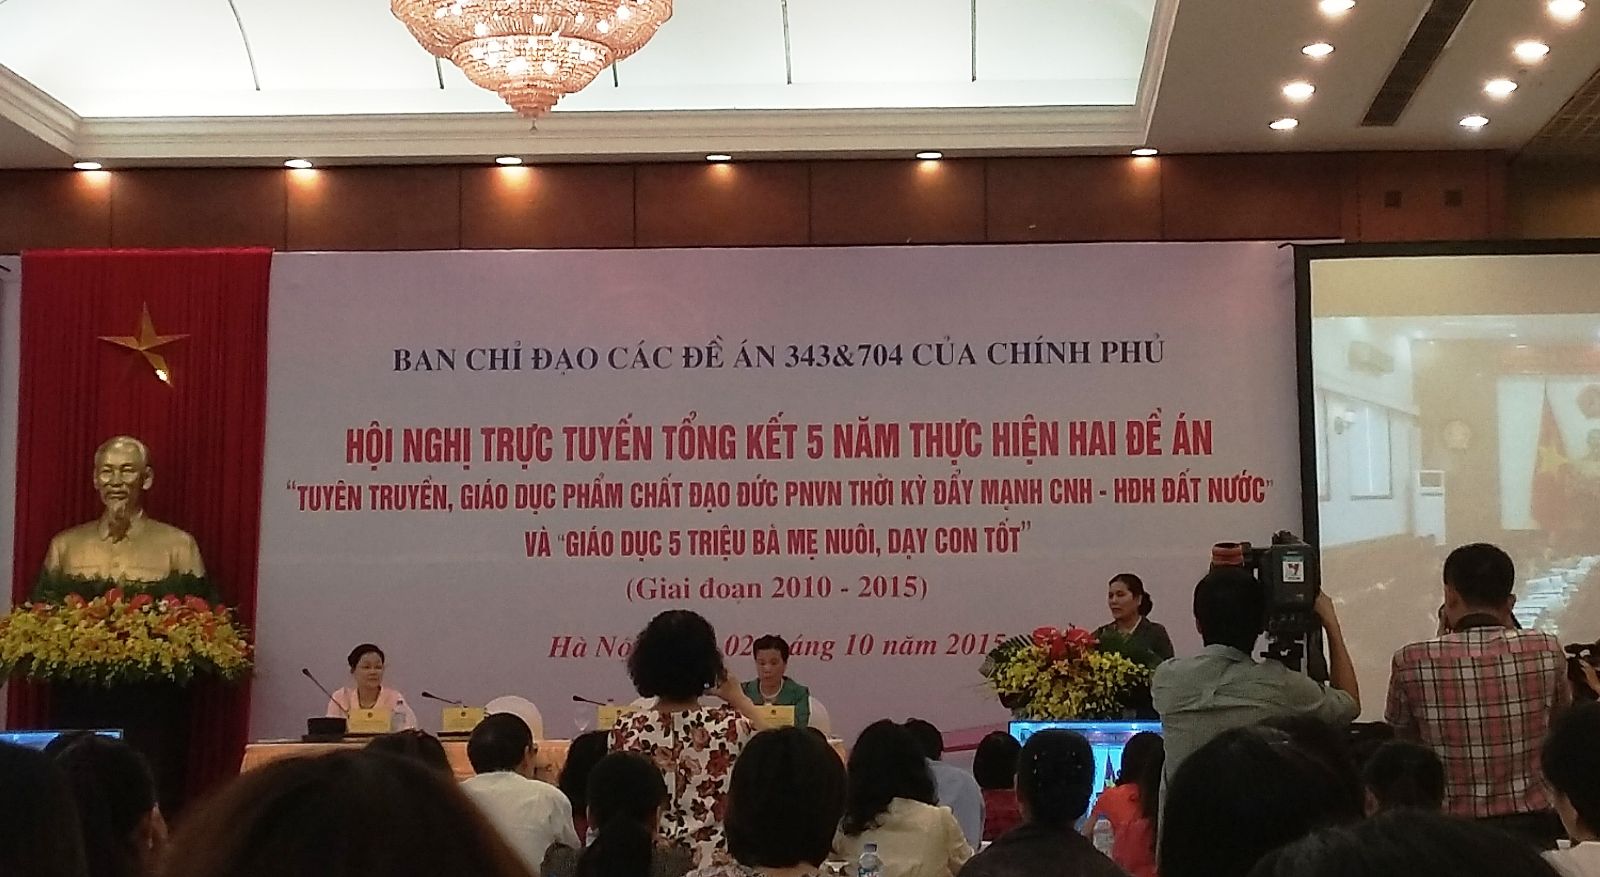 BAN CHỈ ĐẠO CÁC ĐỀ ÁN 343&704 CỦA CHÍNH PHỦ
HỘI NGHỊ TRỰC TUYẾN TỔNG KẾT 5 NĂM THỰC HIỆN HAI ĐỀ ÁN
“TUYÊN TRUYỀN, GIÁO DỤC PHẨM CHẤT ĐẠO ĐỨC PNVN THỜI KỲ ĐẨY MẠNH CNH - HĐH ĐẤT NƯỚC”
VÀ “GIÁO DỤC 5 TRIỆU BÀ MẸ NUÔI, DẠY CON TỐT”
(Giai đoạn 2010 - 2015)
Hà 02 10 năm 2015